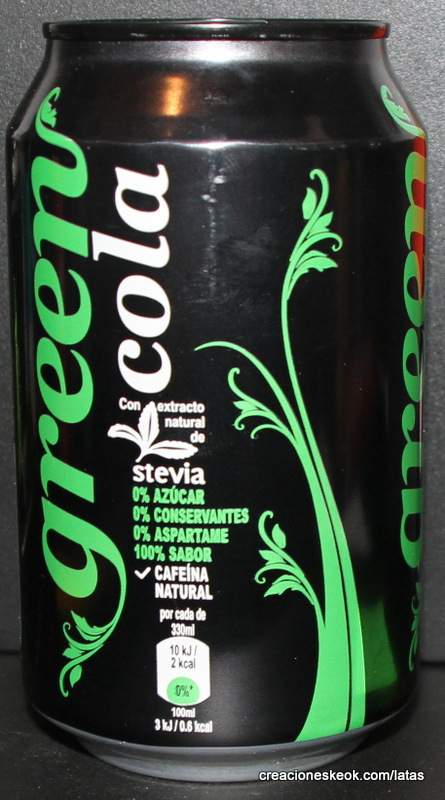 green
cola
Con extracto
natural
de
stevia
0% AZÚCAR
0% CONSERVANTES
0% ASPARTAME
100% SABOR
✓ CAFEÍNA
NATURAL
por cada de
330ml
10 kJ /
2 kcal
0%*
100ml
3 kJ / 0.6 kcal
green
creacioneskeok.com/latas